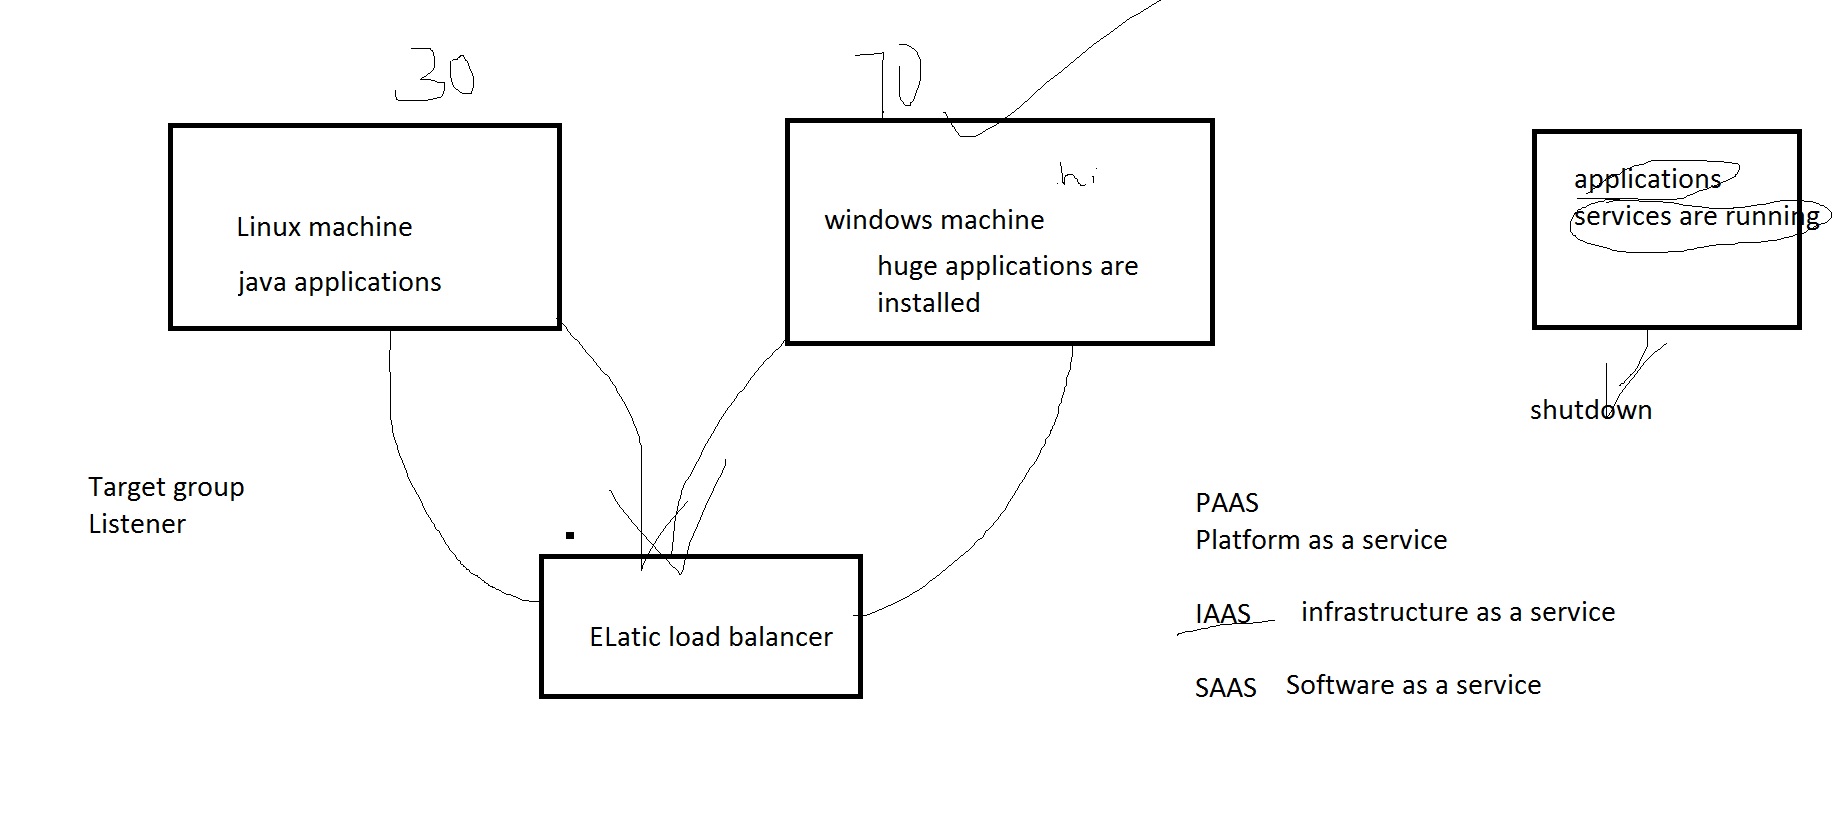 30
70
hi
Linux machine
java applications
windows machine
huge applications are
installed
applications
services are running
shutdown
Target group
Listener
ELatic load balancer
PAAS
Platform as a service
IAAS infrastructure as a service
SAAS Software as a service